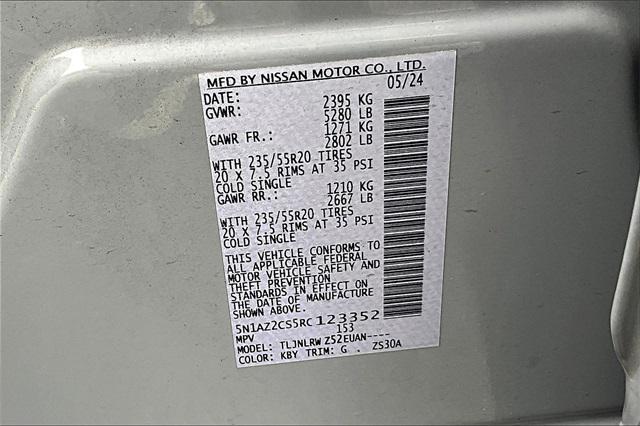 MFD BY NISSAN MOTOR CO., LTD.
DATE: 05/24
GVWR: 2395 KG
5280 LB
GAWR FR.: 1271 KG
2802 LB
WITH 235/55R20 TIRES
20 X 7.5 RIMS AT 35 PSI
COLD SINGLE
GAWR RR.: 1210 KG
2667 LB
WITH 235/55R20 TIRES
20 X 7.5 RIMS AT 35 PSI
COLD SINGLE
THIS VEHICLE CONFORMS TO
ALL APPLICABLE FEDERAL
MOTOR VEHICLE SAFETY AND
THEFT PREVENTION
STANDARDS IN EFFECT ON
THE DATE OF MANUFACTURE
SHOWN ABOVE.
5N1AZ2CS5RC123352
MPV 153
MODEL: TLJNLRW Z52EUAN----
COLOR: KBY TRIM: G . ZS30A